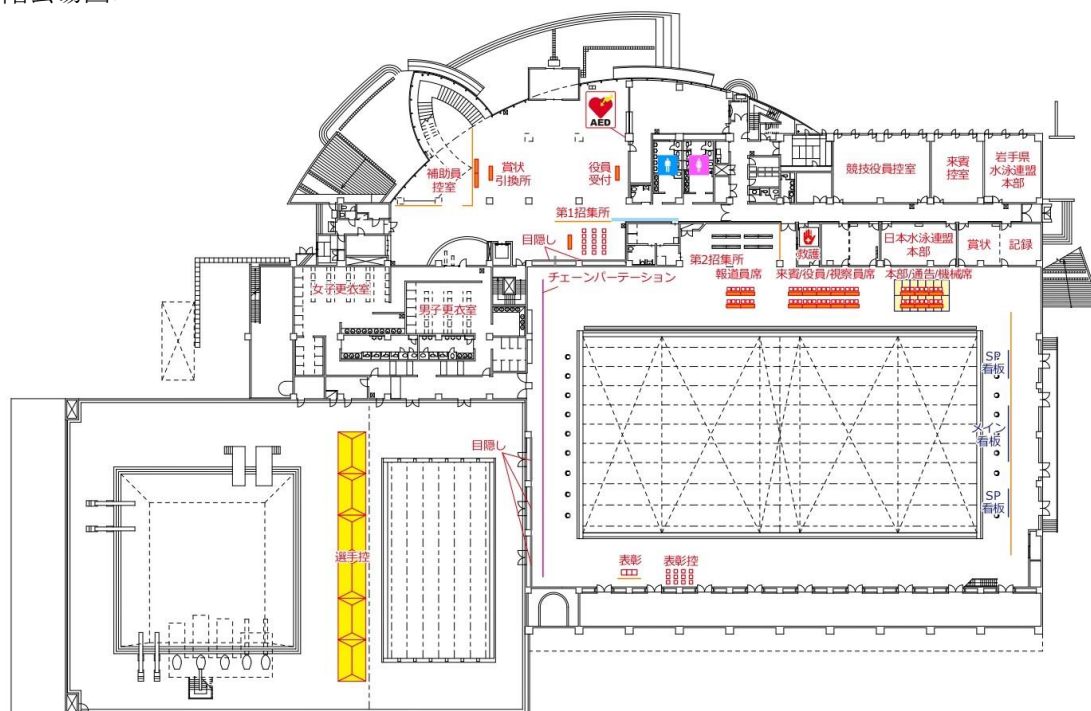 AED
補助員
控室
賞状
引換所
役員
受付
競技役員控室
来賓
控室
岩手県
水泳連盟
本部
第1招集所
目隠し
第2招集所
救護
日本水泳連盟
本部
賞状
記録
チェーンパーテーション
報道員席
来賓/役員/視察員席
本部/通告/機械席
女子更衣室
男子更衣室
SP
看板
メイン
看板
SP
看板
目隠し
選手控
表彰
表彰控